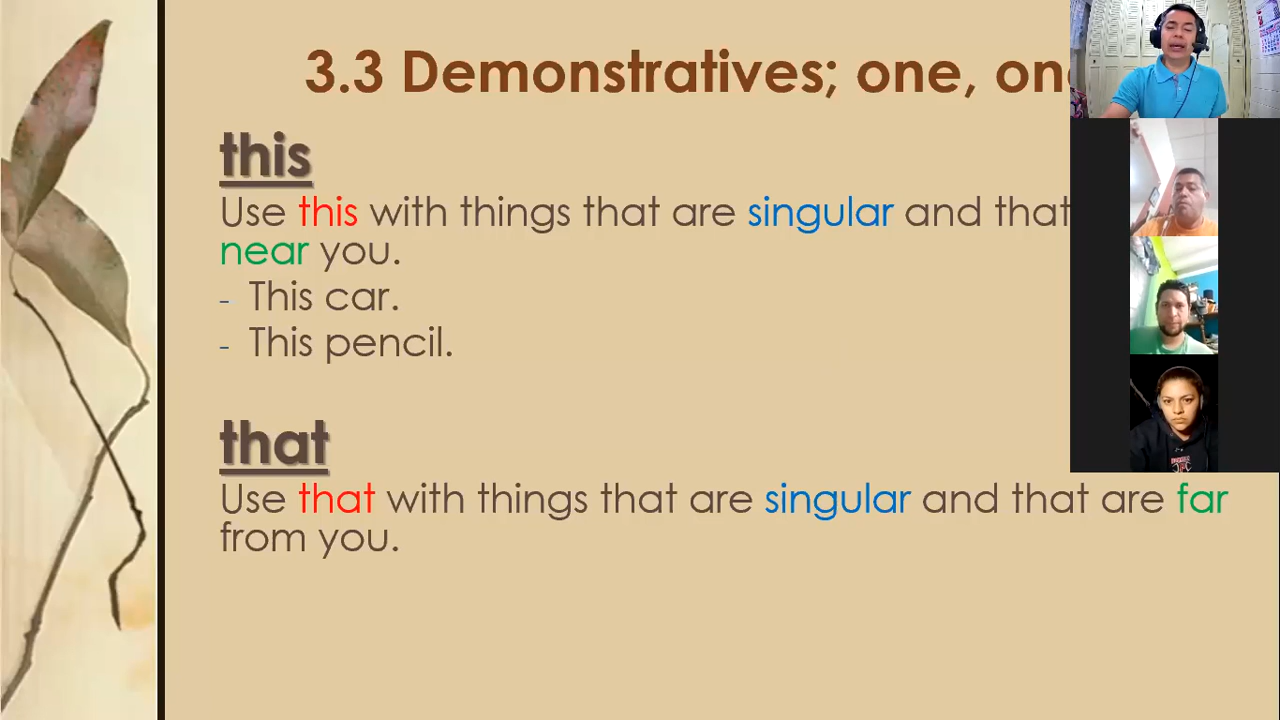 3.3 Demonstratives; one,
this
Use this with things that are singular and that
near you.
- This car.
- This pencil.
that
Use that with things that are singular and that are far
from you.